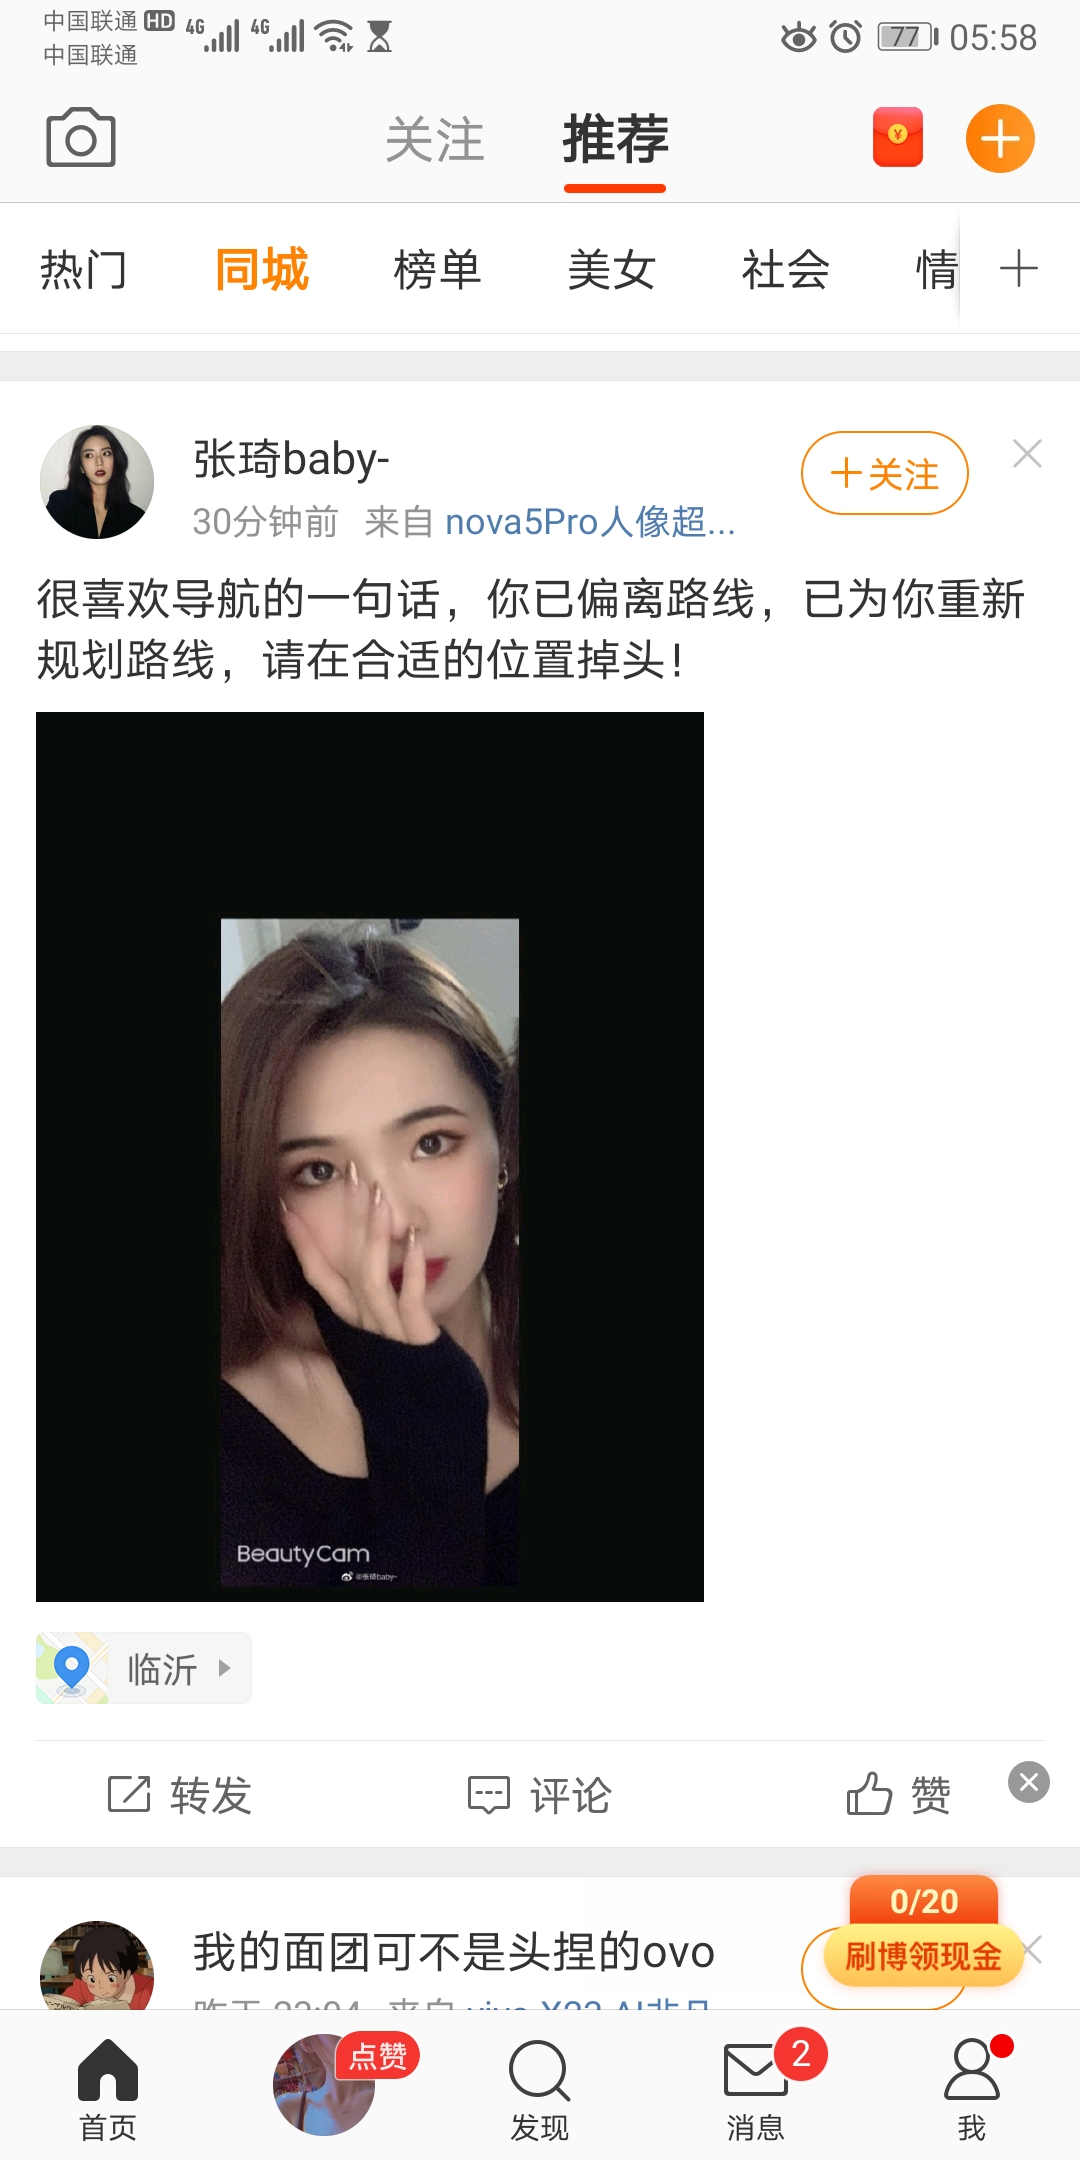 中国联通 HD 4G 4G 77 05:58
中国联通
关注 推荐
热门 同城 榜单 美女 社会 情
张琦baby-
关注
30分钟前 来自 nova5Pro人像超...
很喜欢导航的一句话，你已偏离路线，已为你重新
规划路线，请在合适的位置掉头！
BeautyCam
@张琦baby-
临沂
转发 评论 赞
0/20
我的面团可不是头捏的ovo
刷博领现金
点赞
2
首页 发现 消息 我